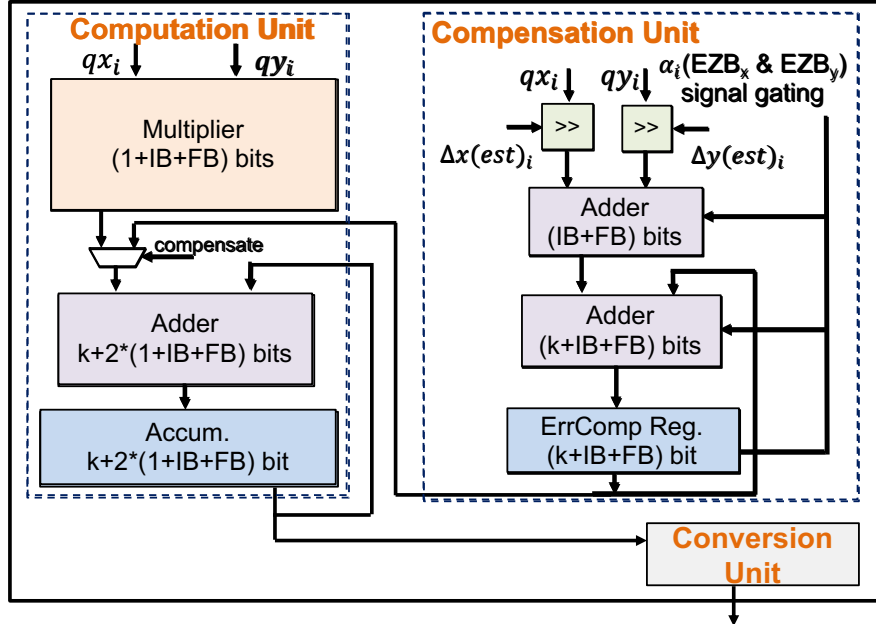 Computation Unit
qx_i
qy_i
Multiplier
(1+IB+FB) bits
compensate
Adder
k+2*(1+IB+FB) bits
Accum.
k+2*(1+IB+FB) bit
Compensation Unit
qx_i
qy_i
α_i(EZB_x & EZB_y)
signal gating
>>
>>
Δx(est)_i
Δy(est)_i
Adder
(IB+FB) bits
Adder
(k+IB+FB) bits
ErrComp Reg.
(k+IB+FB) bit
Conversion
Unit